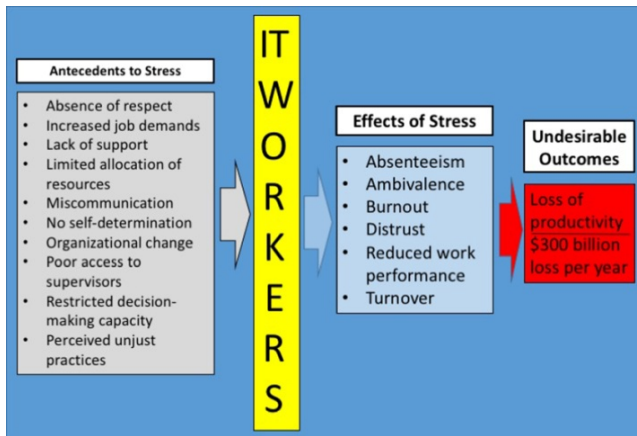 Antecedents to Stress
• Absence of respect
• Increased job demands
• Lack of support
• Limited allocation of
resources
• Miscommunication
• No self-determination
• Organizational change
• Poor access to
supervisors
• Restricted decision-
making capacity
• Perceived unjust
practices
IT
W
O
R
K
E
R
S
Effects of Stress
• Absenteeism
• Ambivalence
• Burnout
• Distrust
• Reduced work
performance
• Turnover
Undesirable
Outcomes
Loss of
productivity
$300 billion
loss per year